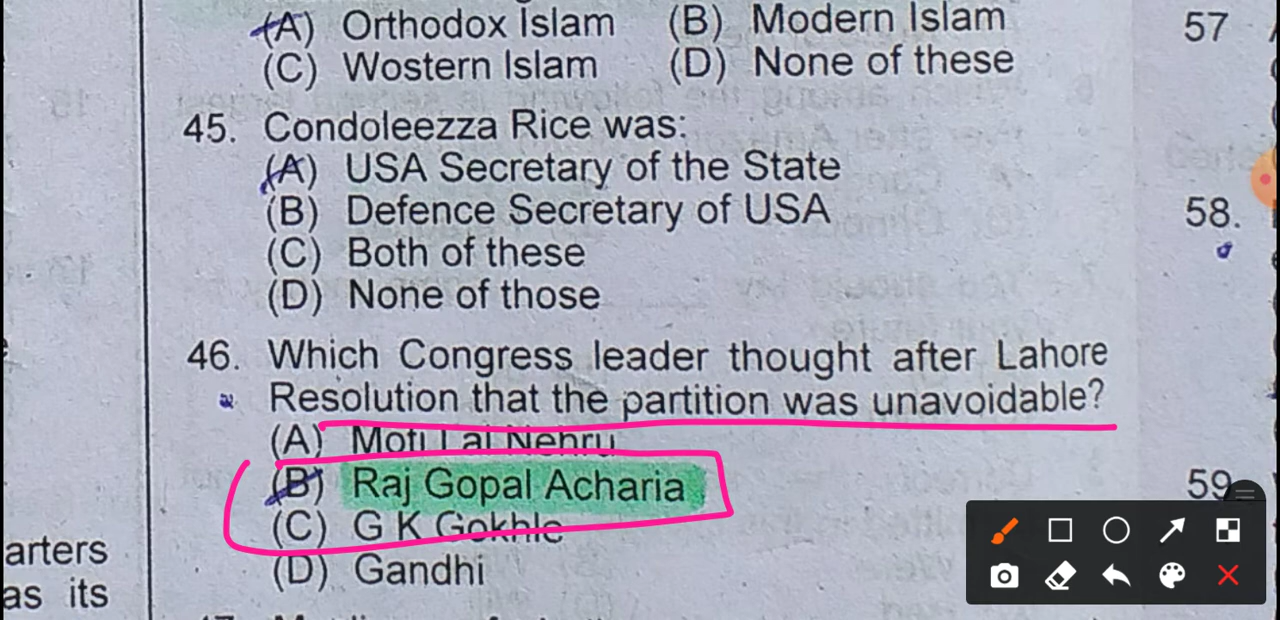 (A) Orthodox Islam (B) Modern Islam
(C) Wostern Islam (D) None of these
45. Condoleezza Rice was:
(A) USA Secretary of the State
(B) Defence Secretary of USA
(C) Both of these
(D) None of those
46. Which Congress leader thought after Lahore
Resolution that the partition was unavoidable?
(A) Moti Lal Nehru
(B) Raj Gopal Acharia
(C) G K Gokhle
(D) Gandhi
arters
as its
57
58.
59